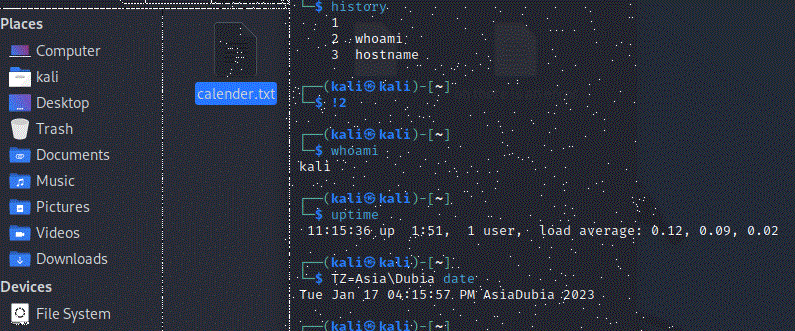 Places
Computer
kali
Desktop
Trash
Documents
Music
Pictures
Videos
Downloads
Devices
File System
calender.txt
└─$ history
1
2 whoami
3 hostname
┌──(kali㉿kali)-[~]
└─$ !2
┌──(kali㉿kali)-[~]
└─$ whoami
kali
┌──(kali㉿kali)-[~]
└─$ uptime
11:15:36 up 1:51, 1 user, load average: 0.12, 0.09, 0.02
┌──(kali㉿kali)-[~]
└─$ TZ=Asia\Dubia date
Tue Jan 17 04:15:57 PM AsiaDubia 2023
┌──(kali㉿kali)-[~]